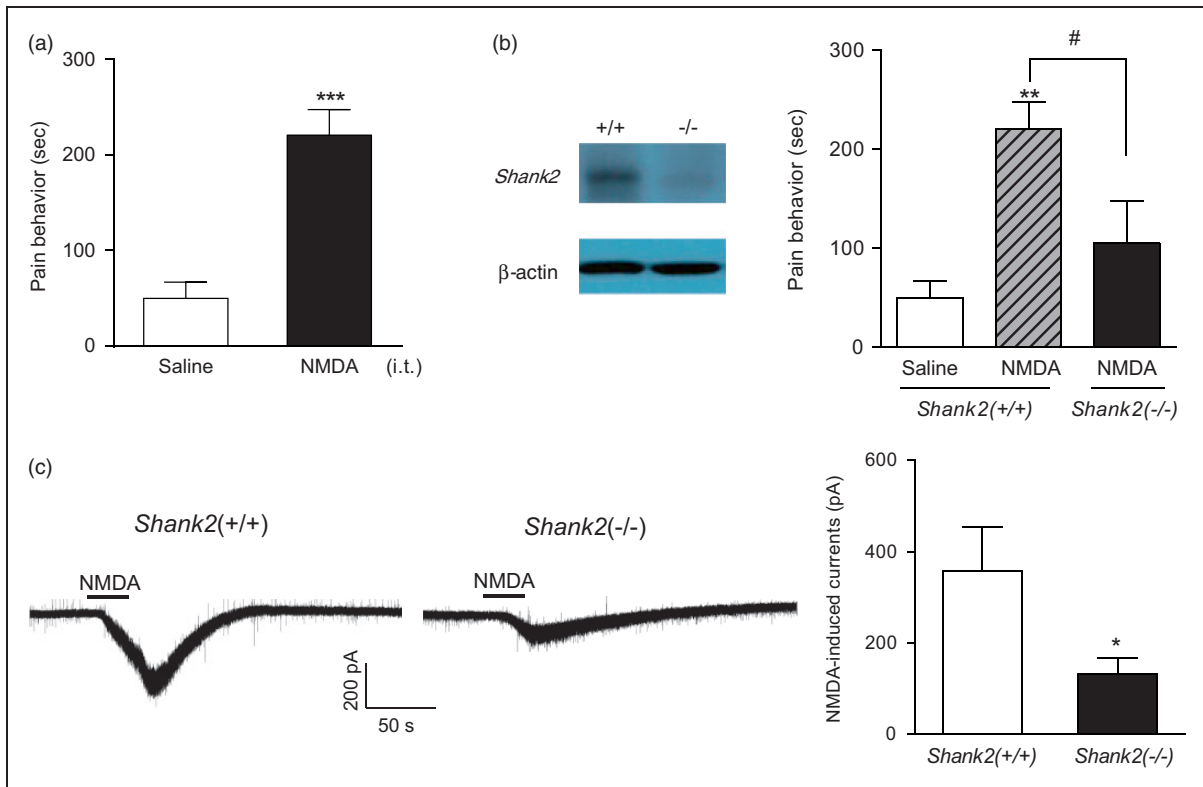 (a)
300
200
100
0
Pain behavior (sec)
***
Saline NMDA (i.t.)
(b)
+/+ -/-
Shank2
β-actin
300
200
100
0
Pain behavior (sec)
#
**
Saline NMDA NMDA
Shank2(+/+) Shank2(-/-)
(c)
Shank2(+/+)
NMDA
Shank2(-/-)
NMDA
200 pA
50 s
600
400
200
0
NMDA-induced currents (pA)
*
Shank2(+/+) Shank2(-/-)